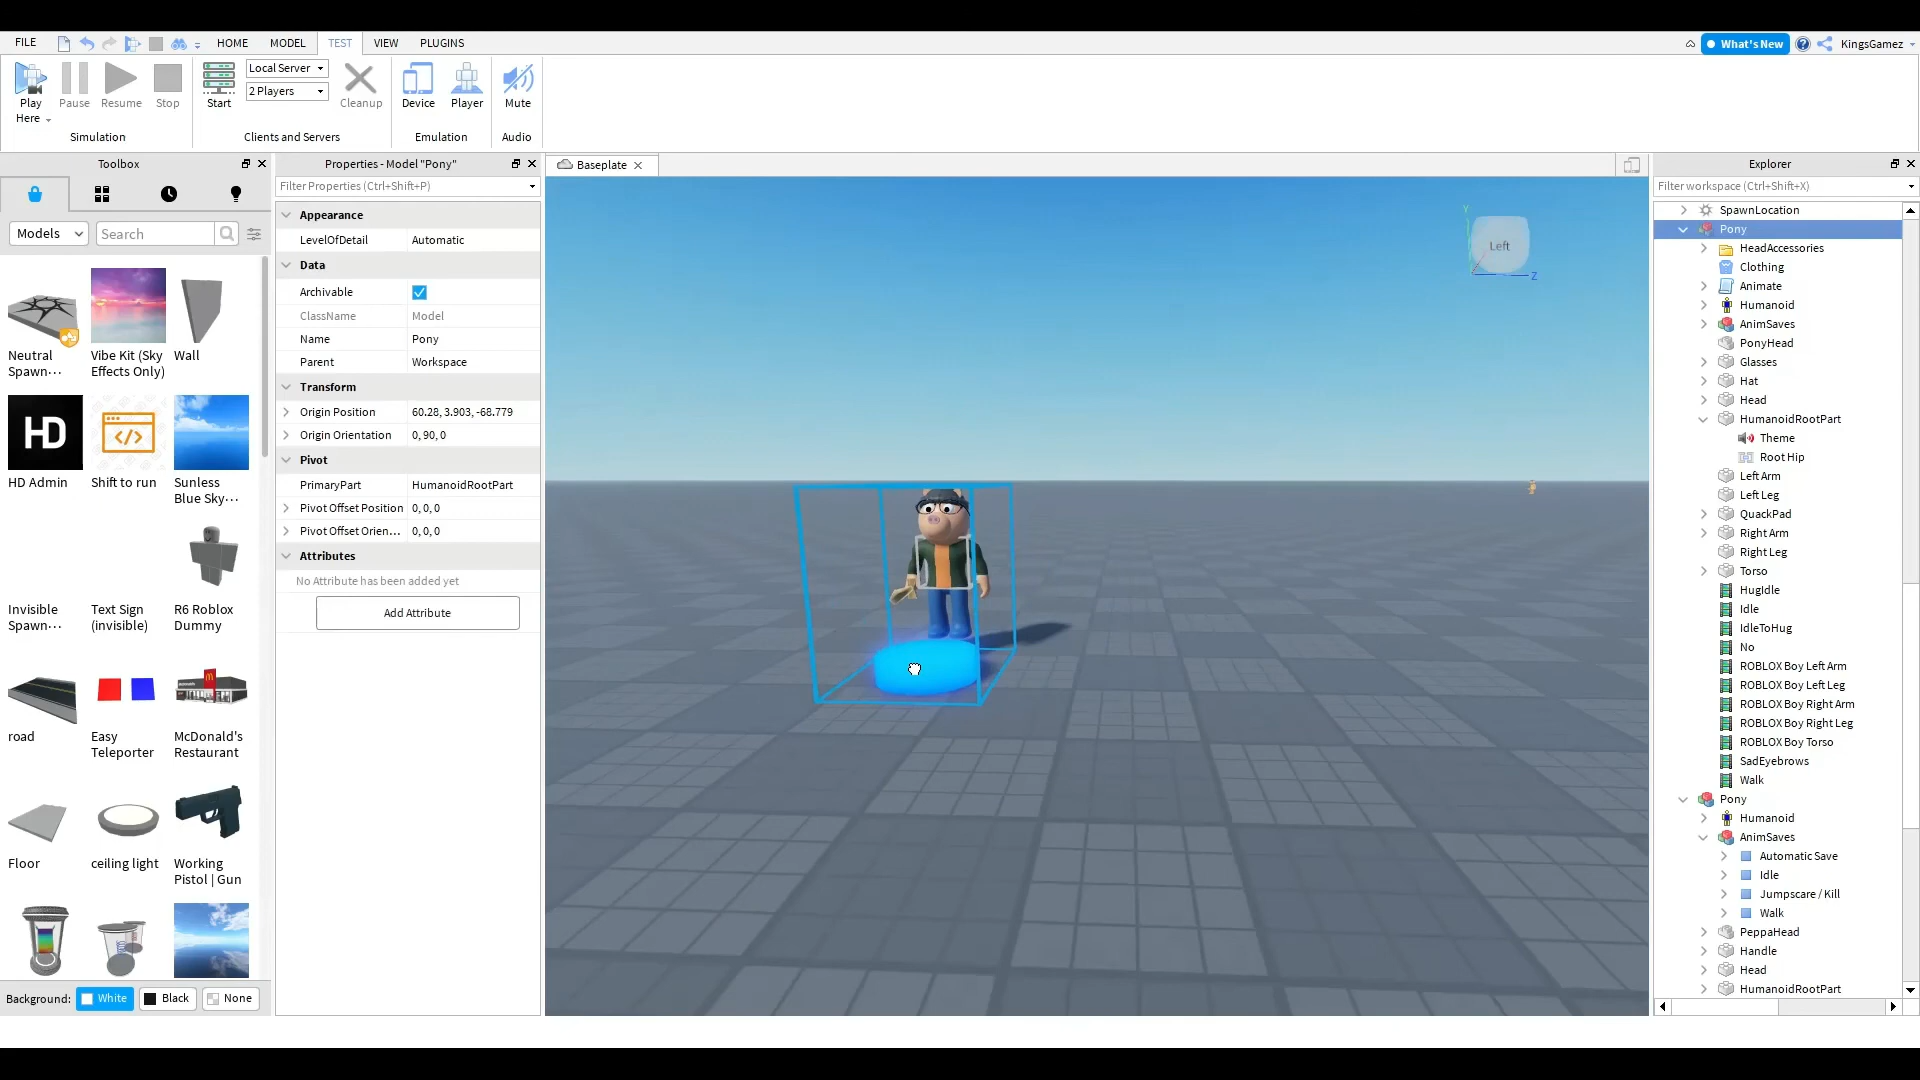 FILE
HOME
MODEL
TEST
VIEW
PLUGINS
What's New
KingsGamez
Play
Here
Pause
Resume
Stop
Simulation
Start
Local Server
2 Players
Cleanup
Clients and Servers
Device
Player
Emulation
Mute
Audio
Toolbox
Models
Search
Neutral
Spawn···
Vibe Kit (Sky
Effects Only)
Wall
HD
HD Admin
Shift to run
Sunless
Blue Sky···
Invisible
Spawn···
Text Sign
(invisible)
R6 Roblox
Dummy
road
Easy
Teleporter
McDonald's
Restaurant
Floor
ceiling light
Working
Pistol | Gun
Background:
White
Black
None
Properties - Model "Pony"
Filter Properties (Ctrl+Shift+P)
Appearance
LevelOfDetail
Automatic
Data
Archivable
ClassName
Model
Name
Pony
Parent
Workspace
Transform
Origin Position
60.28, 3.903, -68.779
Origin Orientation
0, 90, 0
Pivot
PrimaryPart
HumanoidRootPart
Pivot Offset Position
0, 0, 0
Pivot Offset Orien...
0, 0, 0
Attributes
No Attribute has been added yet
Add Attribute
Baseplate
Y
Left
Z
Explorer
Filter workspace (Ctrl+Shift+X)
SpawnLocation
Pony
HeadAccessories
Clothing
Animate
Humanoid
AnimSaves
PonyHead
Glasses
Hat
Head
HumanoidRootPart
Theme
Root Hip
Left Arm
Left Leg
QuackPad
Right Arm
Right Leg
Torso
HugIdle
Idle
IdleToHug
No
ROBLOX Boy Left Arm
ROBLOX Boy Left Leg
ROBLOX Boy Right Arm
ROBLOX Boy Right Leg
ROBLOX Boy Torso
SadEyebrows
Walk
Pony
Humanoid
AnimSaves
Automatic Save
Idle
Jumpscare / Kill
Walk
PeppaHead
Handle
Head
HumanoidRootPart